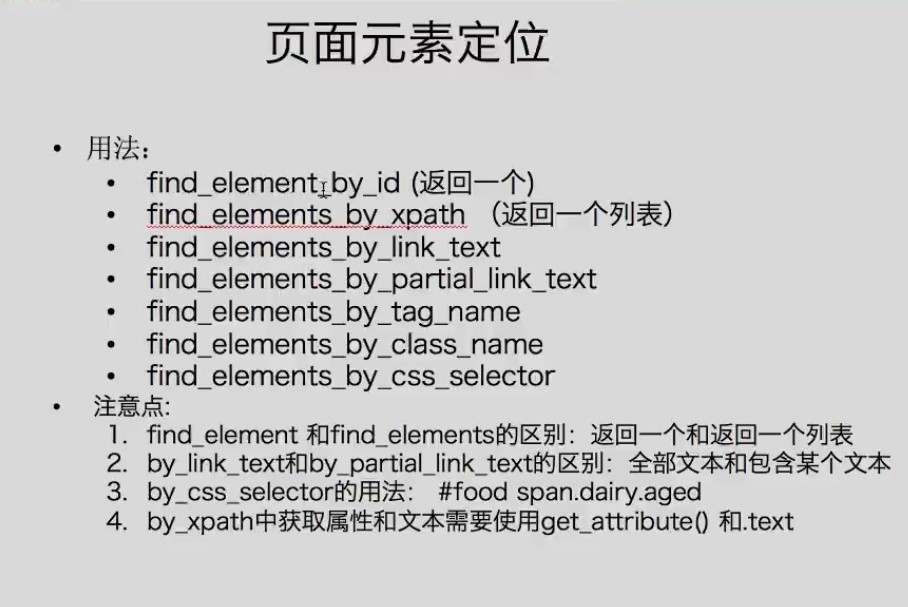 页面元素定位
• 用法：
• find_element_by_id (返回一个)
• find_elements_by_xpath （返回一个列表）
• find_elements_by_link_text
• find_elements_by_partial_link_text
• find_elements_by_tag_name
• find_elements_by_class_name
• find_elements_by_css_selector
• 注意点:
1. find_element 和find_elements的区别：返回一个和返回一个列表
2. by_link_text和by_partial_link_text的区别：全部文本和包含某个文本
3. by_css_selector的用法： #food span.dairy.aged
4. by_xpath中获取属性和文本需要使用get_attribute() 和.text